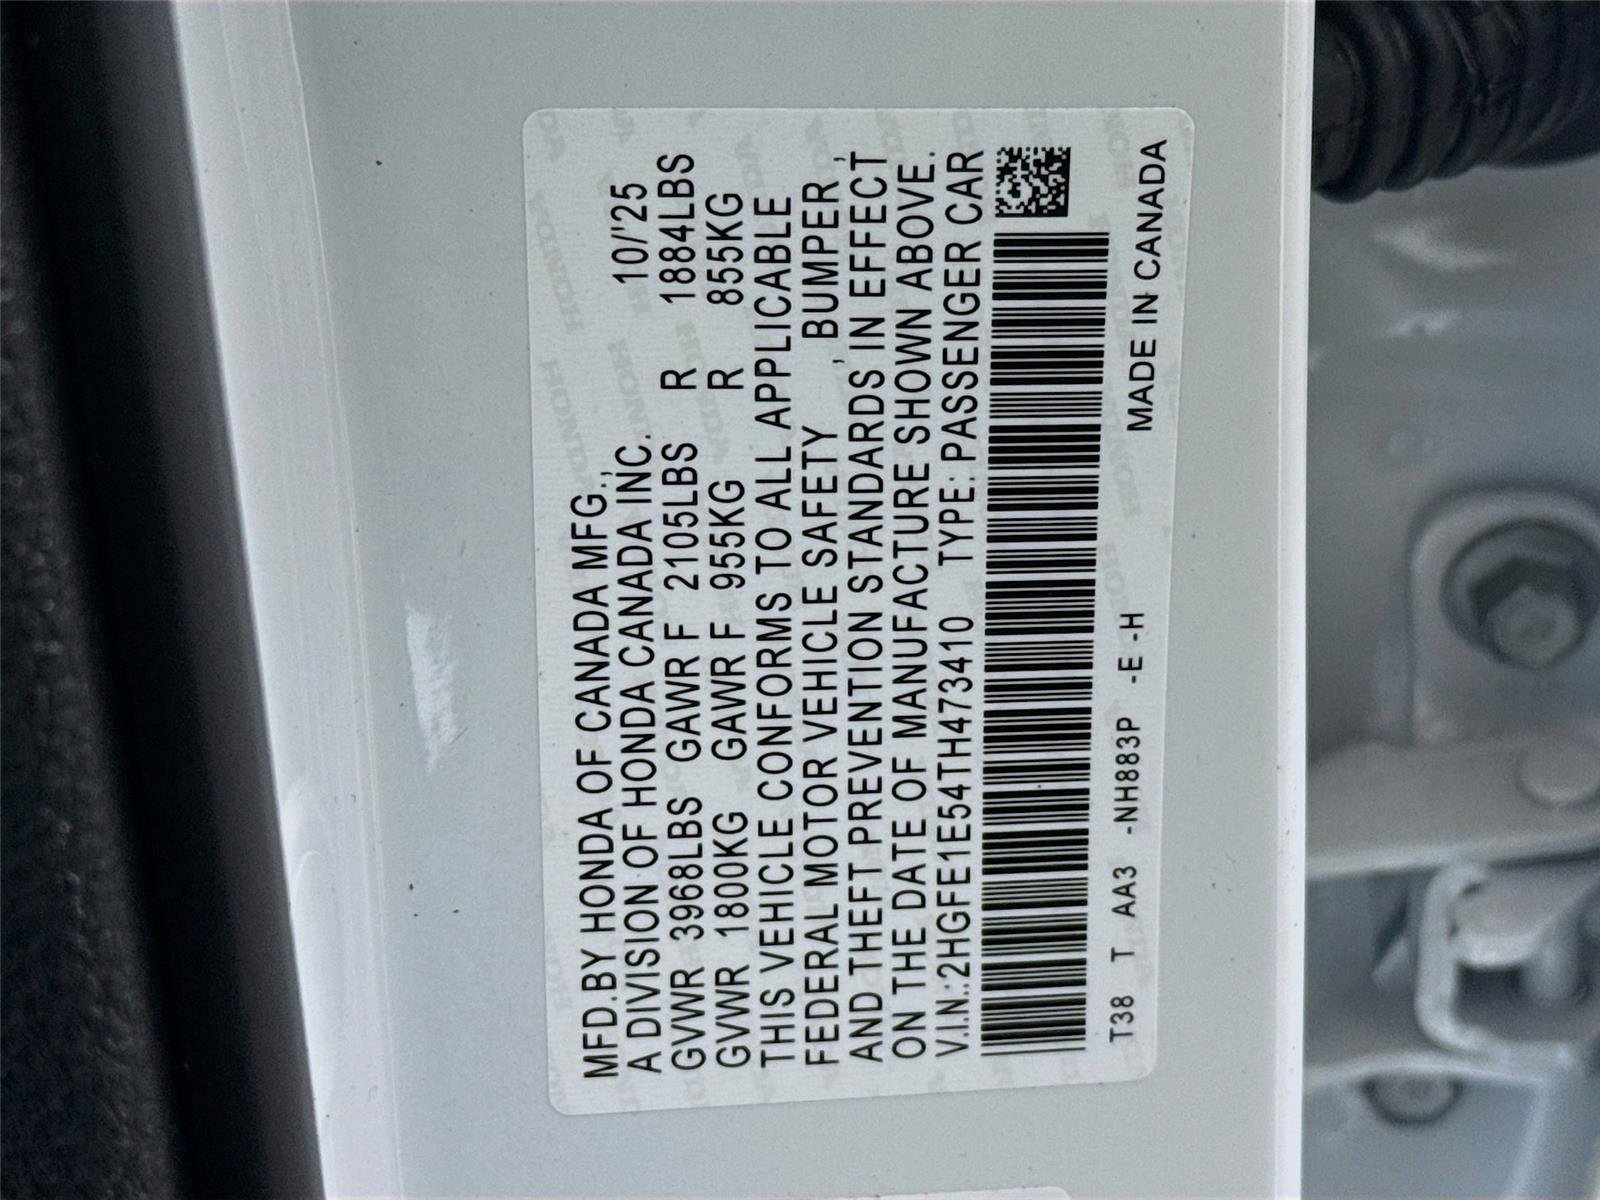 MFD.BY HONDA OF CANADA MFG.,
A DIVISION OF HONDA CANADA INC. 10/'25
GVWR 3968LBS GAWR F 2105LBS R 1884LBS
GVWR 1800KG GAWR F 955KG R 855KG
THIS VEHICLE CONFORMS TO ALL APPLICABLE
FEDERAL MOTOR VEHICLE SAFETY , BUMPER,
AND THEFT PREVENTION STANDARDS IN EFFECT
ON THE DATE OF MANUFACTURE SHOWN ABOVE.
V.I.N.:2HGFE1E54TH473410 TYPE: PASSENGER CAR
T38 T AA3 -NH883P -E -H MADE IN CANADA